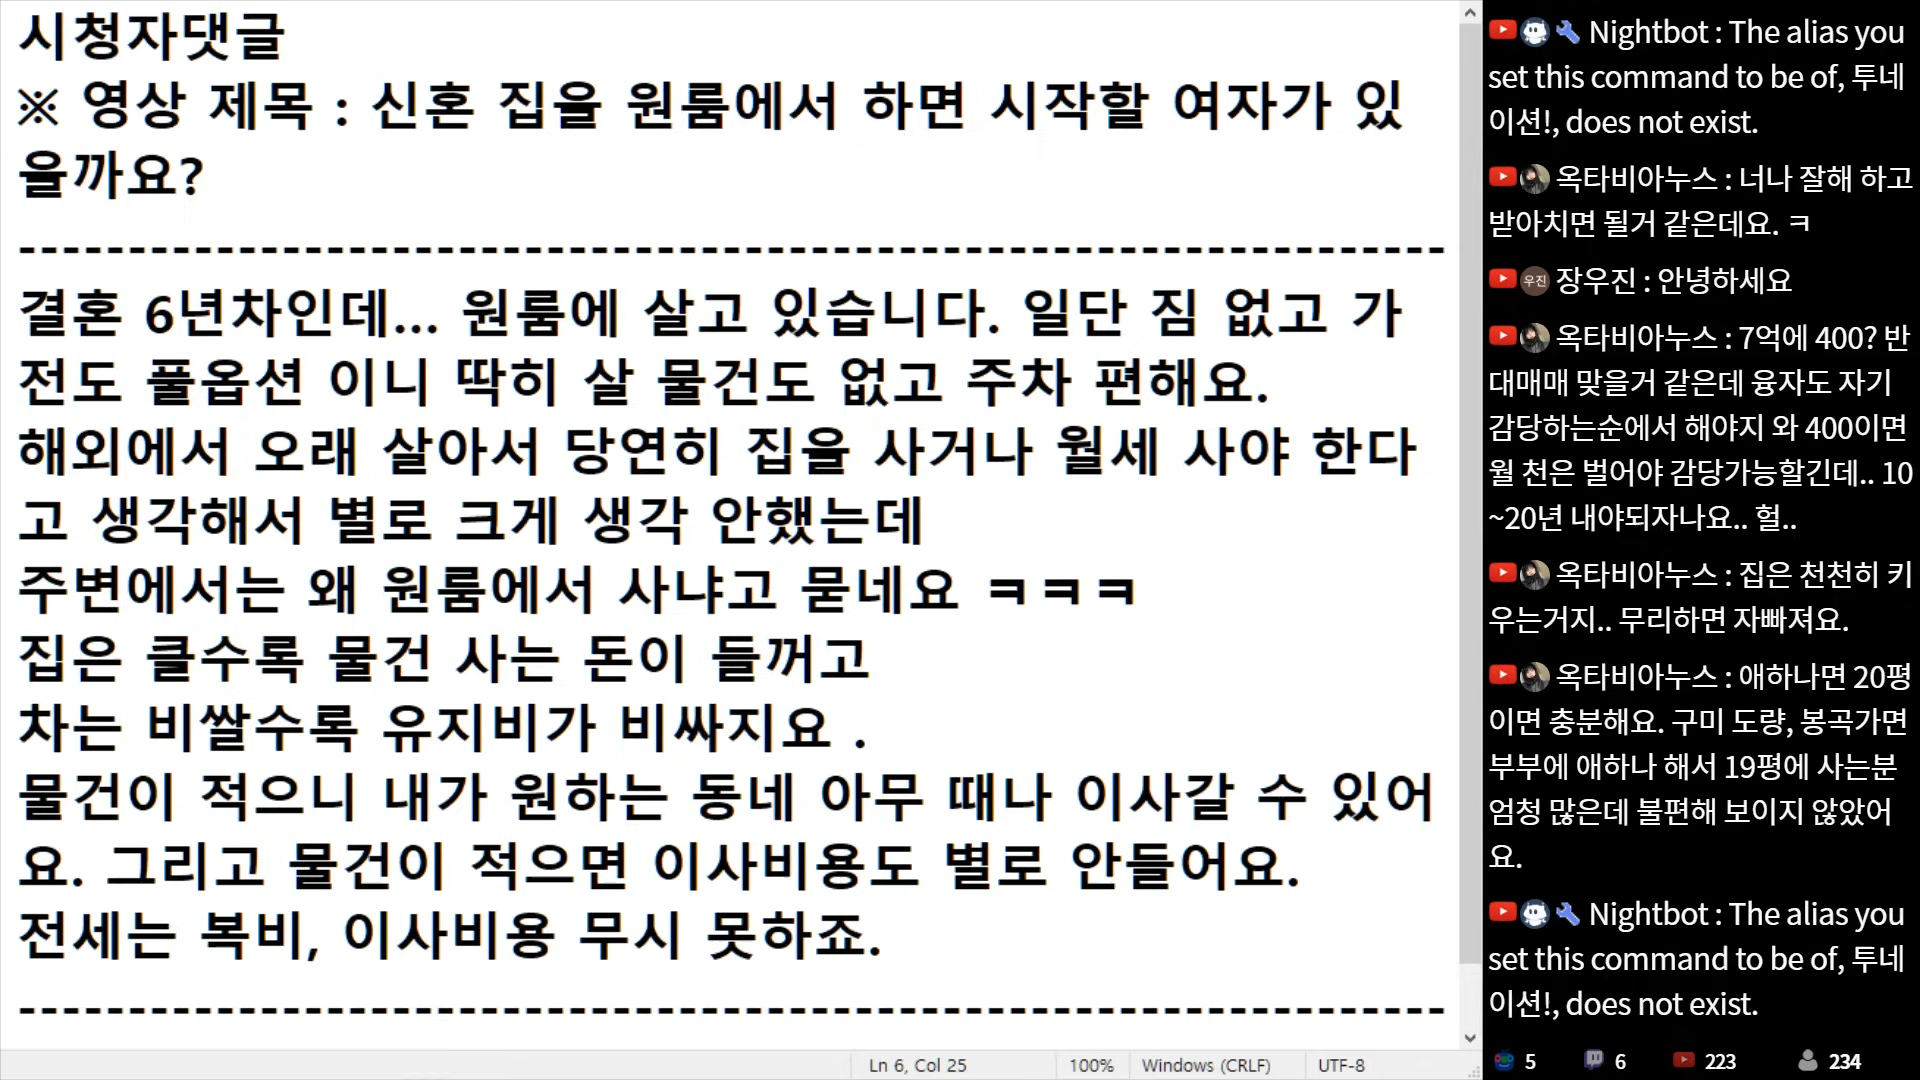 시청자댓글
※ 영상 제목 : 신혼 집을 원룸에서 하면 시작할 여자가 있
을까요?
--------------------------------------------------------------------------------
결혼 6년차인데... 원룸에 살고 있습니다. 일단 짐 없고 가
전도 풀옵션 이니 딱히 살 물건도 없고 주차 편해요.
해외에서 오래 살아서 당연히 집을 사거나 월세 사야 한다
고 생각해서 별로 크게 생각 안했는데
주변에서는 왜 원룸에서 사냐고 묻네요 ㅋㅋㅋ
집은 클수록 물건 사는 돈이 들꺼고
차는 비쌀수록 유지비가 비싸지요 .
물건이 적으니 내가 원하는 동네 아무 때나 이사갈 수 있어
요. 그리고 물건이 적으면 이사비용도 별로 안들어요.
전세는 복비, 이사비용 무시 못하죠.
--------------------------------------------------------------------------------
Ln 6, Col 25 100% Windows (CRLF) UTF-8
Nightbot : The alias you
set this command to be of, 투네
이션!, does not exist.
옥타비아누스 : 너나 잘해 하고
받아치면 될거 같은데요. ㅋ
우진 장우진 : 안녕하세요
옥타비아누스 : 7억에 400? 반
대매매 맞을거 같은데 융자도 자기
감당하는순에서 해야지 와 400이면
월 천은 벌어야 감당가능할긴데.. 10
~20년 내야되자나요.. 헐..
옥타비아누스 : 집은 천천히 키
우는거지.. 무리하면 자빠져요.
옥타비아누스 : 애하나면 20평
이면 충분해요. 구미 도량, 봉곡가면
부부에 애하나 해서 19평에 사는분
엄청 많은데 불편해 보이지 않았어
요.
Nightbot : The alias you
set this command to be of, 투네
이션!, does not exist.
5 6 223 234